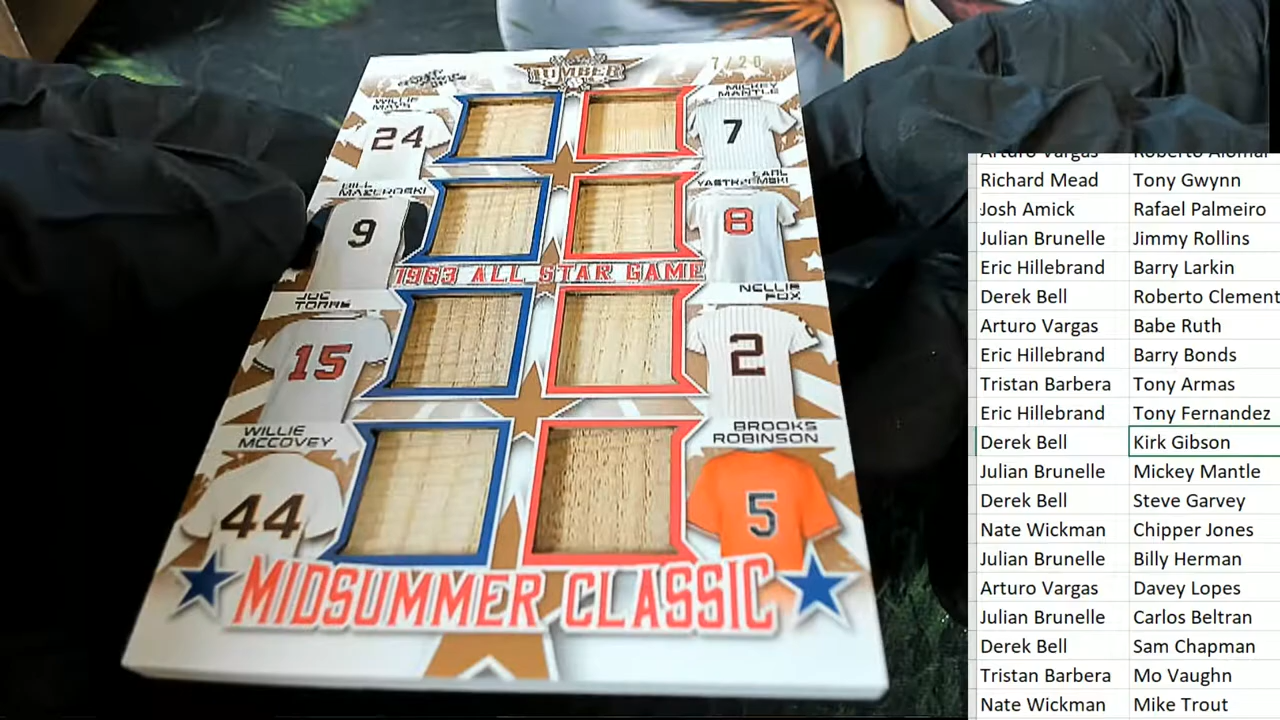 LUMBER
7/20
WILLIE MAYS
24
MICKEY MANTLE
7
BILL MAZEROSKI
9
CARL YASTRZEMSKI
8
1963 ALL STAR GAME
JOE TORRE
15
NELLIE FOX
2
WILLIE MCCOVEY
44
BROOKS ROBINSON
5
MIDSUMMER CLASSIC
Arturo Vargas Roberto Alomar
Richard Mead Tony Gwynn
Josh Amick Rafael Palmeiro
Julian Brunelle Jimmy Rollins
Eric Hillebrand Barry Larkin
Derek Bell Roberto Clement
Arturo Vargas Babe Ruth
Eric Hillebrand Barry Bonds
Tristan Barbera Tony Armas
Eric Hillebrand Tony Fernandez
Derek Bell Kirk Gibson
Julian Brunelle Mickey Mantle
Derek Bell Steve Garvey
Nate Wickman Chipper Jones
Julian Brunelle Billy Herman
Arturo Vargas Davey Lopes
Julian Brunelle Carlos Beltran
Derek Bell Sam Chapman
Tristan Barbera Mo Vaughn
Nate Wickman Mike Trout